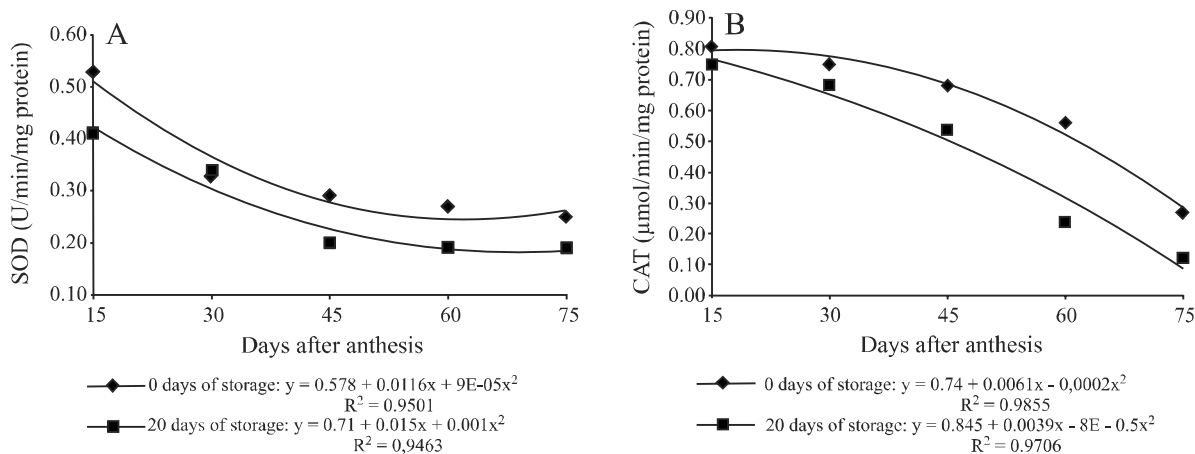 A
SOD (U/min/mg protein)
0.60
0.50
0.40
0.30
0.20
0.10
15 30 45 60 75
Days after anthesis
0 days of storage: y = 0.578 + 0.0116x + 9E-05x²
R² = 0.9501
20 days of storage: y = 0.71 + 0.015x + 0.001x²
R² = 0,9463
B
CAT (µmol/min/mg protein)
0.90
0.80
0.70
0.60
0.50
0.40
0.30
0.20
0.10
0.00
15 30 45 60 75
Days after anthesis
0 days of storage: y = 0.74 + 0.0061x - 0,0002x²
R² = 0.9855
20 days of storage: y = 0.845 + 0.0039x - 8E - 0.5x²
R² = 0.9706